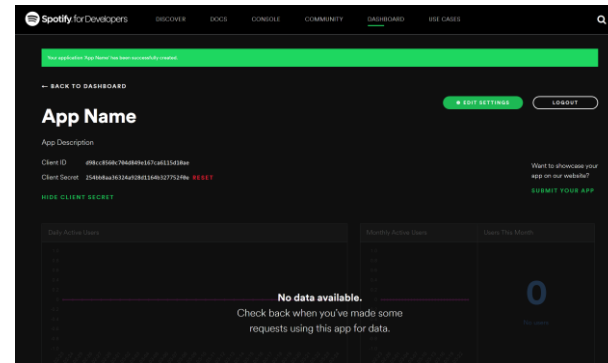 Spotify for Developers DISCOVER DOCS CONSOLE COMMUNITY DASHBOARD USE CASES
Your application 'App Name' has been successfully created.
← BACK TO DASHBOARD
EDIT SETTINGS LOGOUT
App Name
App Description
Client ID d98cc8560c704d049e167ca6115d10ae
Client Secret 254bb8aa36324a928d1164b327752f0e RESET
HIDE CLIENT SECRET
Want to showcase your
app on our website?
SUBMIT YOUR APP
Daily Active Users Monthly Active Users Users This Month
0
No users
No data available.
Check back when you've made some
requests using this app for data.